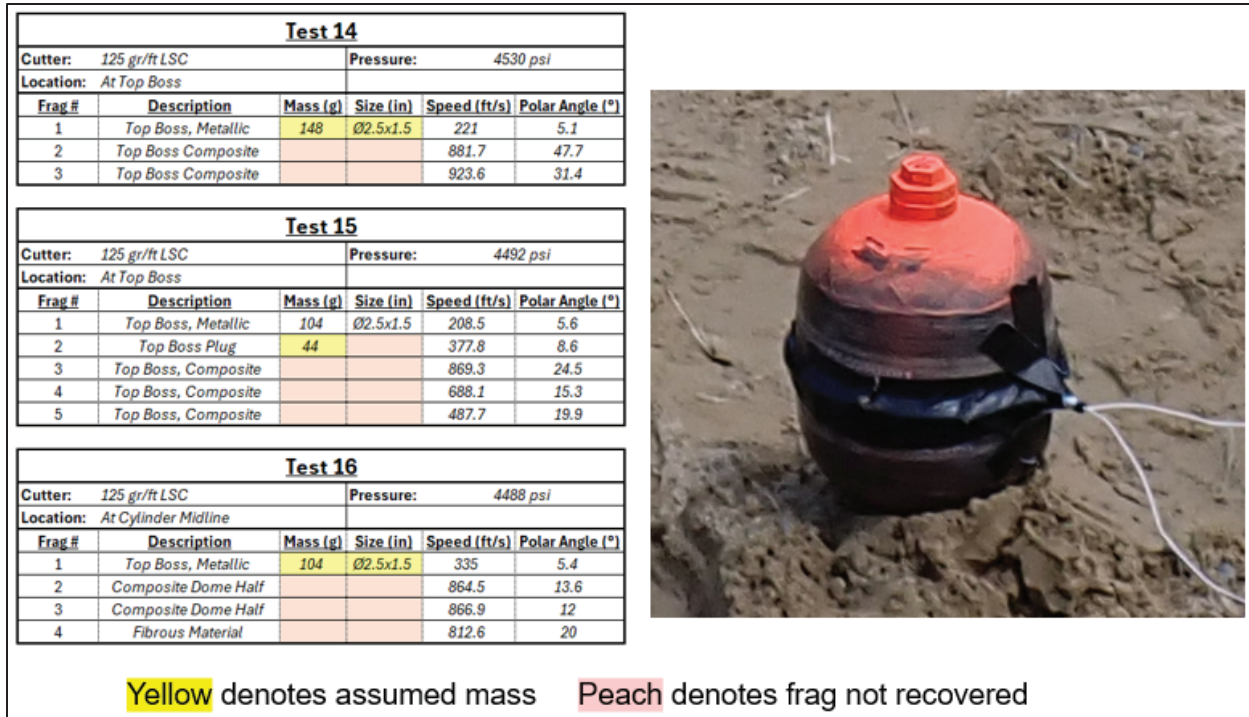 Test 14
Cutter: 125 gr/ft LSC Pressure: 4530 psi
Location: At Top Boss
Frag # Description Mass (g) Size (in) Speed (ft/s) Polar Angle (°)
1 Top Boss, Metallic 148 Ø2.5x1.5 221 5.1
2 Top Boss Composite 881.7 47.7
3 Top Boss Composite 923.6 31.4
Test 15
Cutter: 125 gr/ft LSC Pressure: 4492 psi
Location: At Top Boss
Frag # Description Mass (g) Size (in) Speed (ft/s) Polar Angle (°)
1 Top Boss, Metallic 104 Ø2.5x1.5 208.5 5.6
2 Top Boss Plug 44 377.8 8.6
3 Top Boss, Composite 869.3 24.5
4 Top Boss, Composite 688.1 15.3
5 Top Boss, Composite 487.7 19.9
Test 16
Cutter: 125 gr/ft LSC Pressure: 4488 psi
Location: At Cylinder Midline
Frag # Description Mass (g) Size (in) Speed (ft/s) Polar Angle (°)
1 Top Boss, Metallic 104 Ø2.5x1.5 335 5.4
2 Composite Dome Half 864.5 13.6
3 Composite Dome Half 866.9 12
4 Fibrous Material 812.6 20
Yellow denotes assumed mass Peach denotes frag not recovered